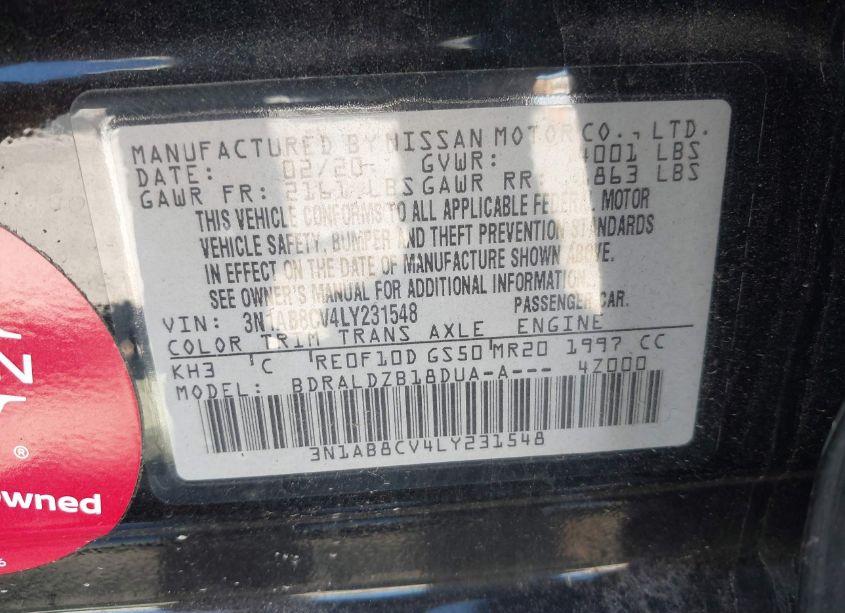 MANUFACTURED BY NISSAN MOTOR CO., LTD.
DATE: 02/20 GVWR: 4001 LBS
GAWR FR: 2161 LBS GAWR RR 1863 LBS
THIS VEHICLE CONFORMS TO ALL APPLICABLE FEDERAL MOTOR
VEHICLE SAFETY, BUMPER AND THEFT PREVENTION STANDARDS
IN EFFECT ON THE DATE OF MANUFACTURE SHOWN ABOVE.
SEE OWNER'S MANUAL FOR ADDITIONAL INFORMATION.
VIN: 3N1AB8CV4LY231548 PASSENGER CAR.
COLOR TRIM TRANS AXLE ENGINE
KH3 C RE0F10D GS50 MR20 1997 CC
MODEL: BDRALDZB18DUA-A--- 4Z000
3N1AB8CV4LY231548
®
owned